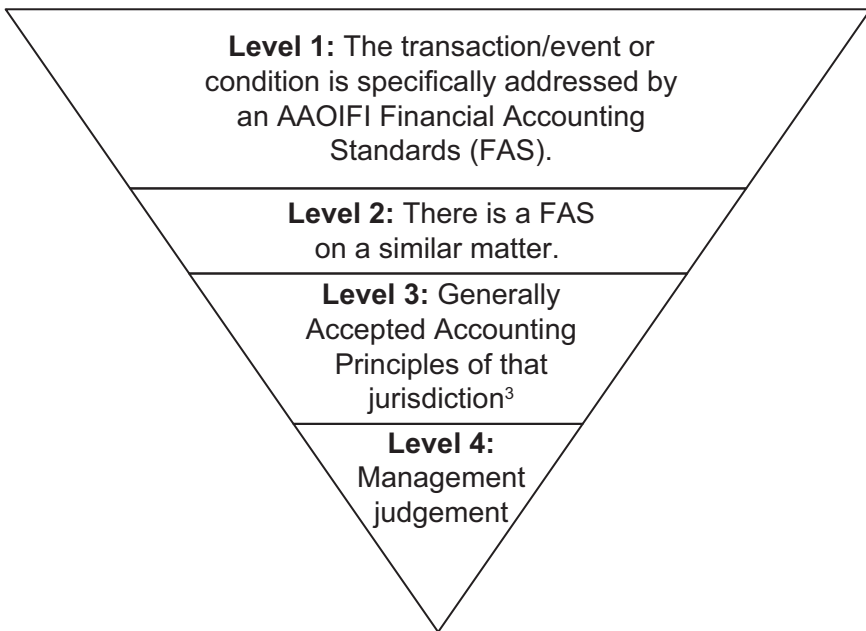 Level 1: The transaction/event or
condition is specifically addressed by
an AAOIFI Financial Accounting
Standards (FAS).
Level 2: There is a FAS
on a similar matter.
Level 3: Generally
Accepted Accounting
Principles of that
jurisdiction³
Level 4:
Management
judgement